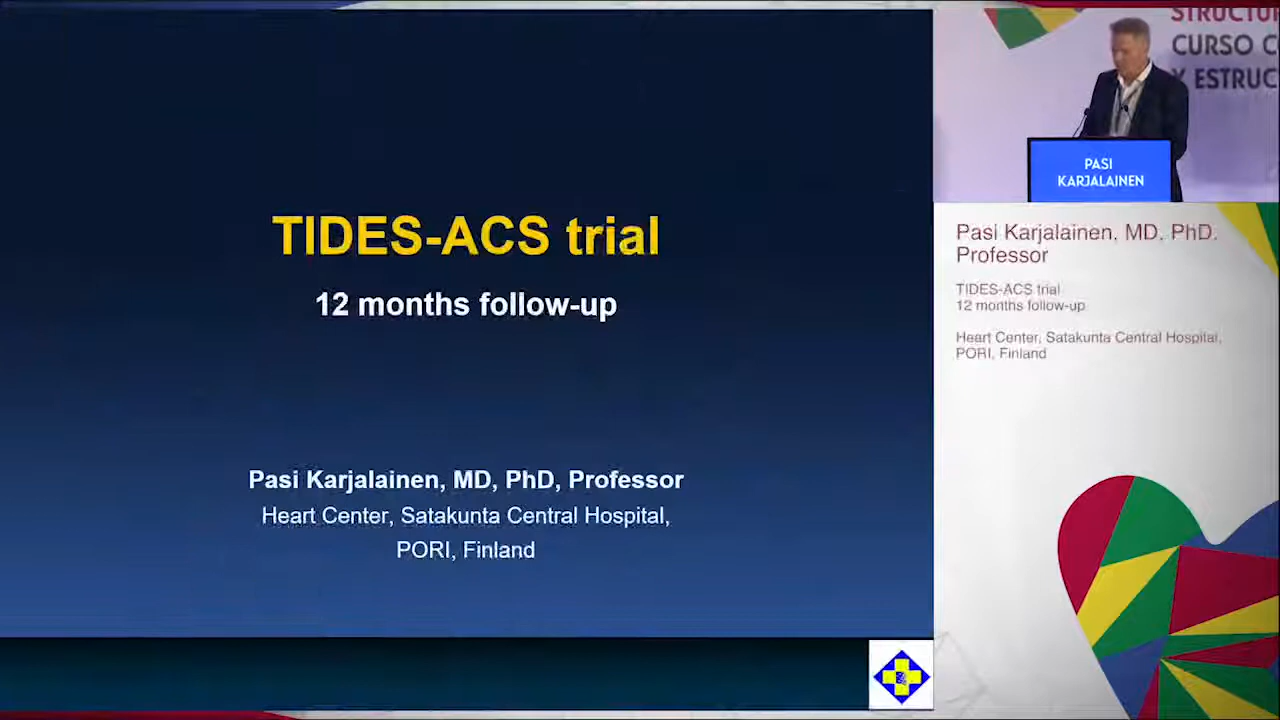 TIDES-ACS trial
12 months follow-up
Pasi Karjalainen, MD, PhD, Professor
Heart Center, Satakunta Central Hospital,
PORI, Finland
CURSO C
Y ESTRUC
PASI
KARJALAINEN
Pasi Karjalainen, MD, PhD,
Professor
TIDES-ACS trial
12 months follow-up
Heart Center, Satakunta Central Hospital,
PORI, Finland